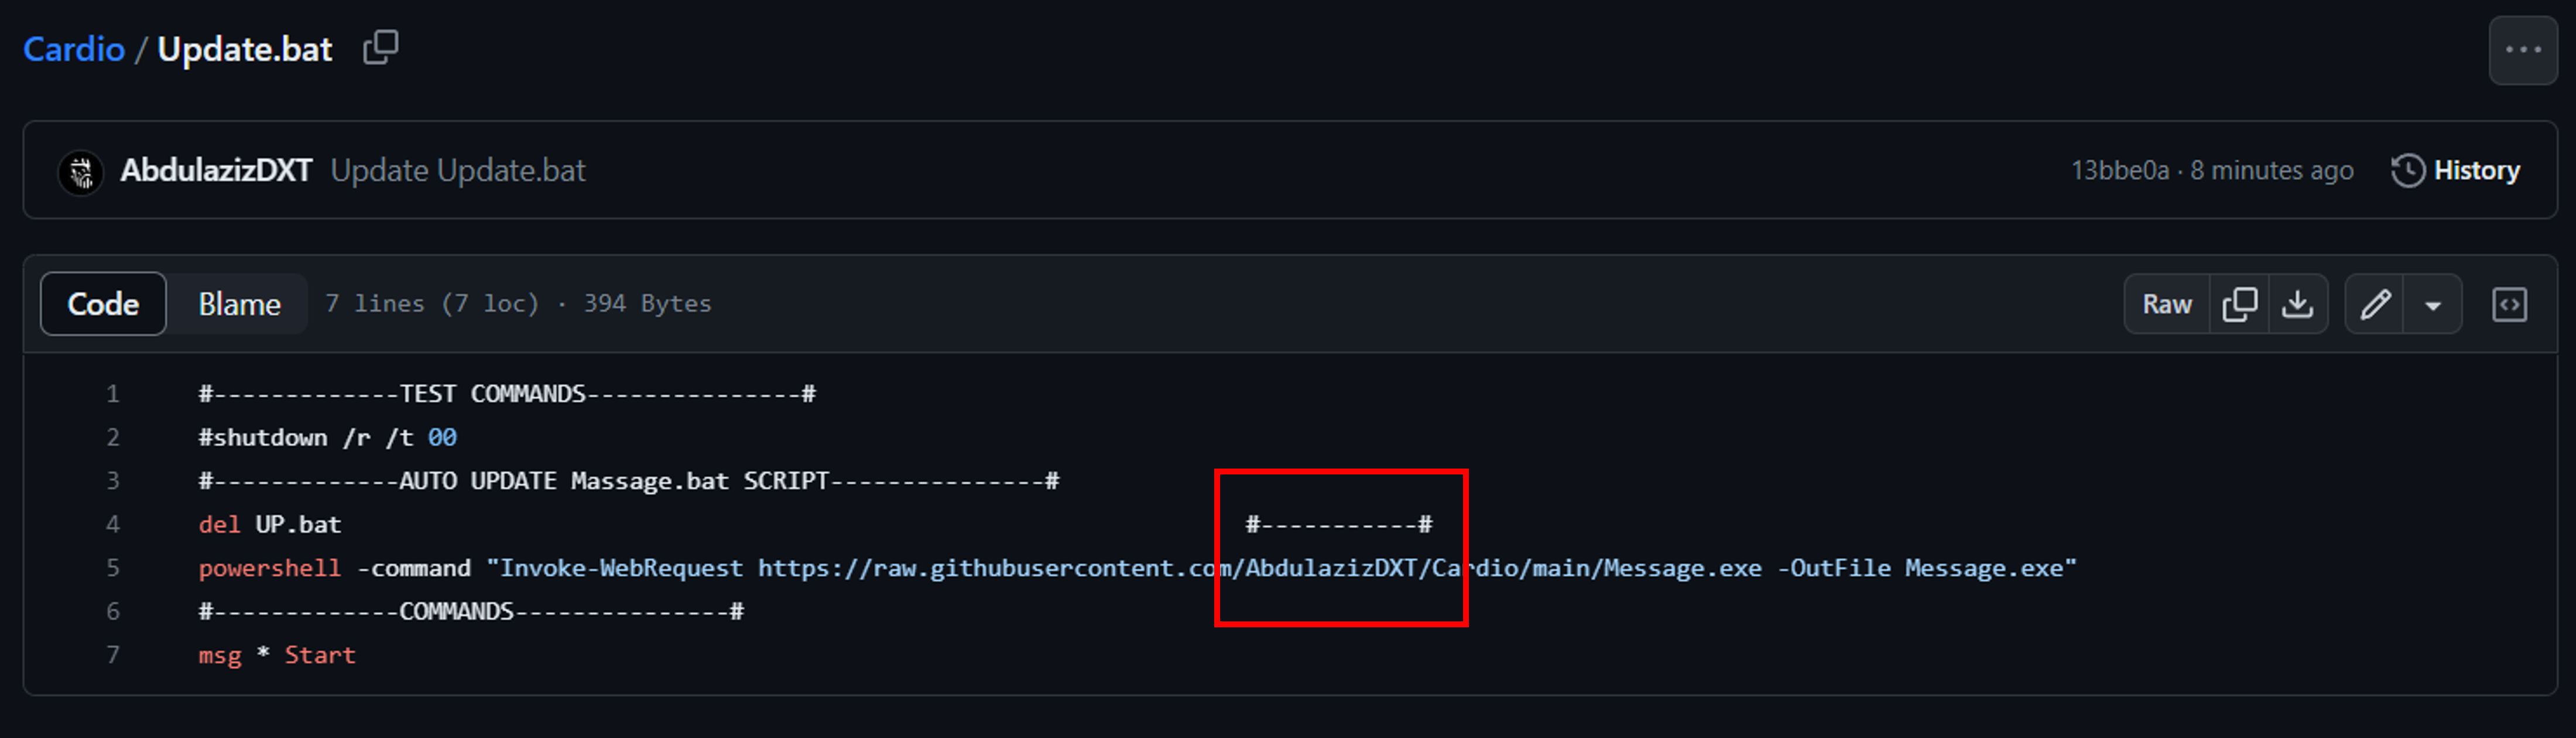 Cardio / Update.bat
AbdulazizDXT Update Update.bat 13bbe0a · 8 minutes ago History
Code Blame 7 lines (7 loc) · 394 Bytes Raw
1 #-------------TEST COMMANDS---------------#
2 #shutdown /r /t 00
3 #-------------AUTO UPDATE Massage.bat SCRIPT---------------#
4 del UP.bat #-----------#
5 powershell -command "Invoke-WebRequest https://raw.githubusercontent.com/AbdulazizDXT/Cardio/main/Message.exe -OutFile Message.exe"
6 #-------------COMMANDS---------------#
7 msg * Start